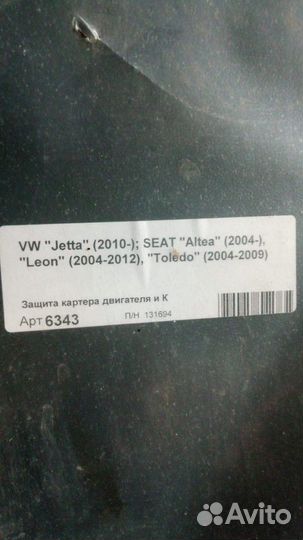 VW "Jetta" (2010-); SEAT "Altea" (2004-),
"Leon" (2004-2012), "Toledo" (2004-2009)
Защита картера двигателя и К
Арт 6343 П/Н 131694
Avito